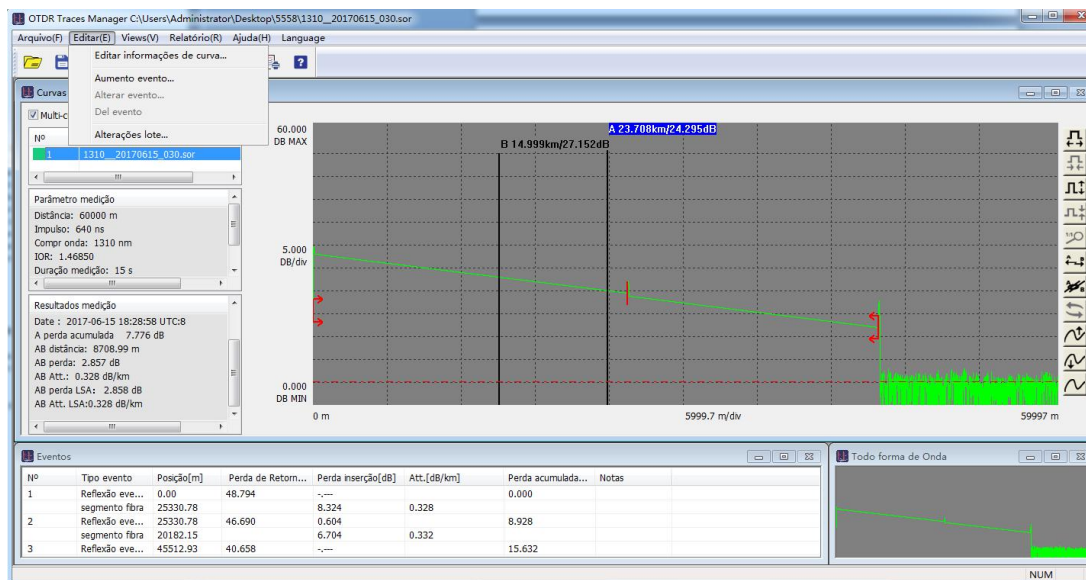 OTDR Traces Manager C:\Users\Administrator\Desktop\5558\1310__20170615_030.sor
Arquivo(F) Editar(E) Views(V) Relatório(R) Ajuda(H) Language
Editar informações de curva...
Aumento evento...
Alterar evento...
Del evento
Alterações lote...
Curvas
Multi-c
Nº
1 1310__20170615_030.sor
Parâmetro medição
Distância: 60000 m
Impulso: 640 ns
Compr onda: 1310 nm
IOR: 1.46850
Duração medição: 15 s
Resultados medição
Date : 2017-06-15 18:28:58 UTC:8
A perda acumulada 7.776 dB
AB distância: 8708.99 m
AB perda: 2.857 dB
AB Att.: 0.328 dB/km
AB perda LSA: 2.858 dB
AB Att. LSA:0.328 dB/km
60.000
DB MAX
A 23.708km/24.295dB
B 14.999km/27.152dB
5.000
DB/div
0.000
DB MIN
0 m 5999.7 m/div 59997 m
Eventos
Nº Tipo evento Posição[m] Perda de Retorn... Perda inserção[dB] Att.[dB/km] Perda acumulada... Notas
1 Reflexão eve... 0.00 48.794 -.--- 0.000
segmento fibra 25330.78 8.324 0.328
2 Reflexão eve... 25330.78 46.690 0.604 8.928
segmento fibra 20182.15 6.704 0.332
3 Reflexão eve... 45512.93 40.658 -.--- 15.632
Todo forma de Onda
NUM